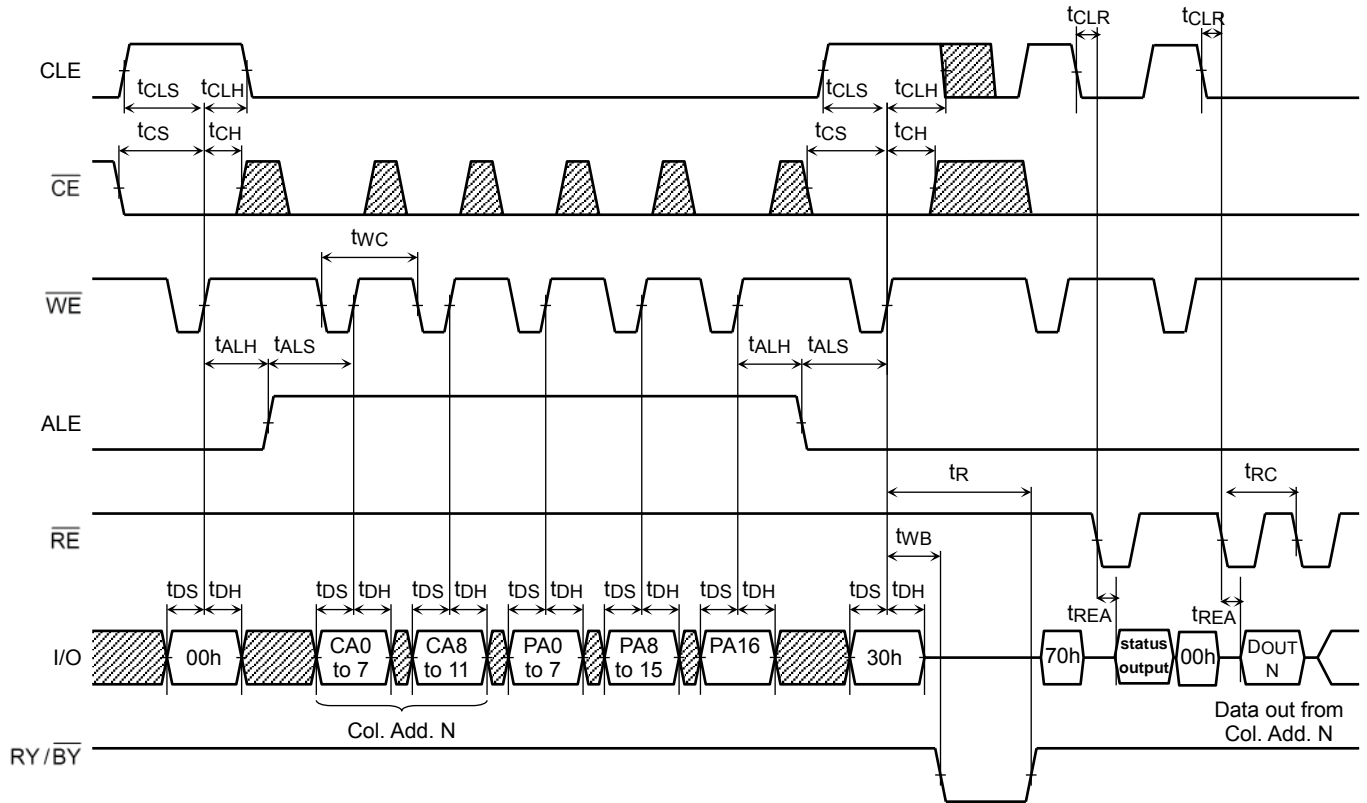 tCLR tCLR
CLE
tCLS tCLH tCLS tCLH
tCS tCH tCS tCH
CE
tWC
WE
tALH tALS tALH tALS
ALE
tR tRC
RE
tWB
tDS tDH tDS tDH tDS tDH tDS tDH tDS tDH tDS tDH tDS tDH
tREA tREA
I/O
00h
CA0 to 7
CA8 to 11
PA0 to 7
PA8 to 15
PA16
30h
70h
status output
00h
DOUT N
Col. Add. N
Data out from
Col. Add. N
RY/BY